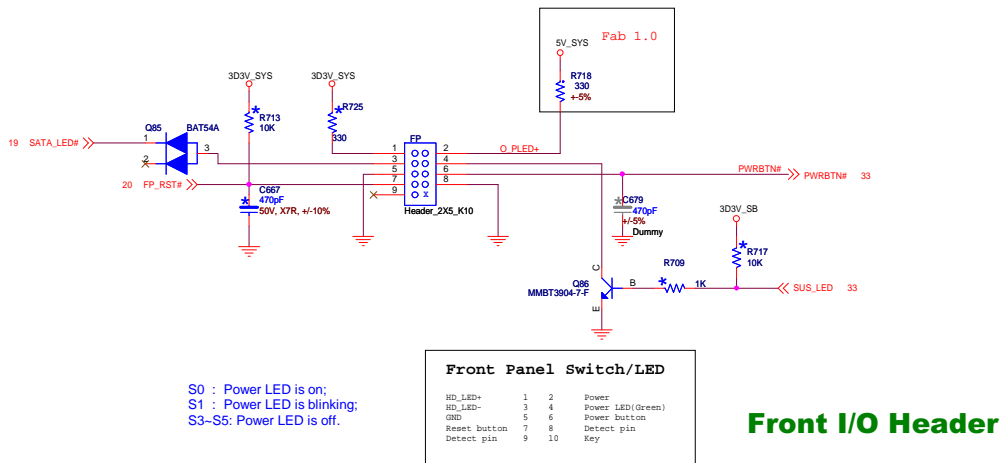 Fab 1.0
5V_SYS
R718
330
+-5%
3D3V_SYS
3D3V_SYS
R713
10K
R725
330
Q85
BAT54A
1
2
3
19 SATA_LED#
20 FP_RST#
C667
470pF
50V, X7R, +/-10%
FP
1 2
3 4
5 6
7 8
9 X
Header_2X5_K10
O_PLED+
PWRBTN#
PWRBTN# 33
C679
470pF
+/-5%
Dummy
3D3V_SB
R717
10K
R709
1K
SUS_LED 33
Q86
MMBT3904-7-F
C
B
E
S0 : Power LED is on;
S1 : Power LED is blinking;
S3~S5: Power LED is off.
Front Panel Switch/LED
HD_LED+ 1 2 Power
HD_LED- 3 4 Power LED(Green)
GND 5 6 Power button
Reset button 7 8 Detect pin
Detect pin 9 10 Key
Front I/O Header